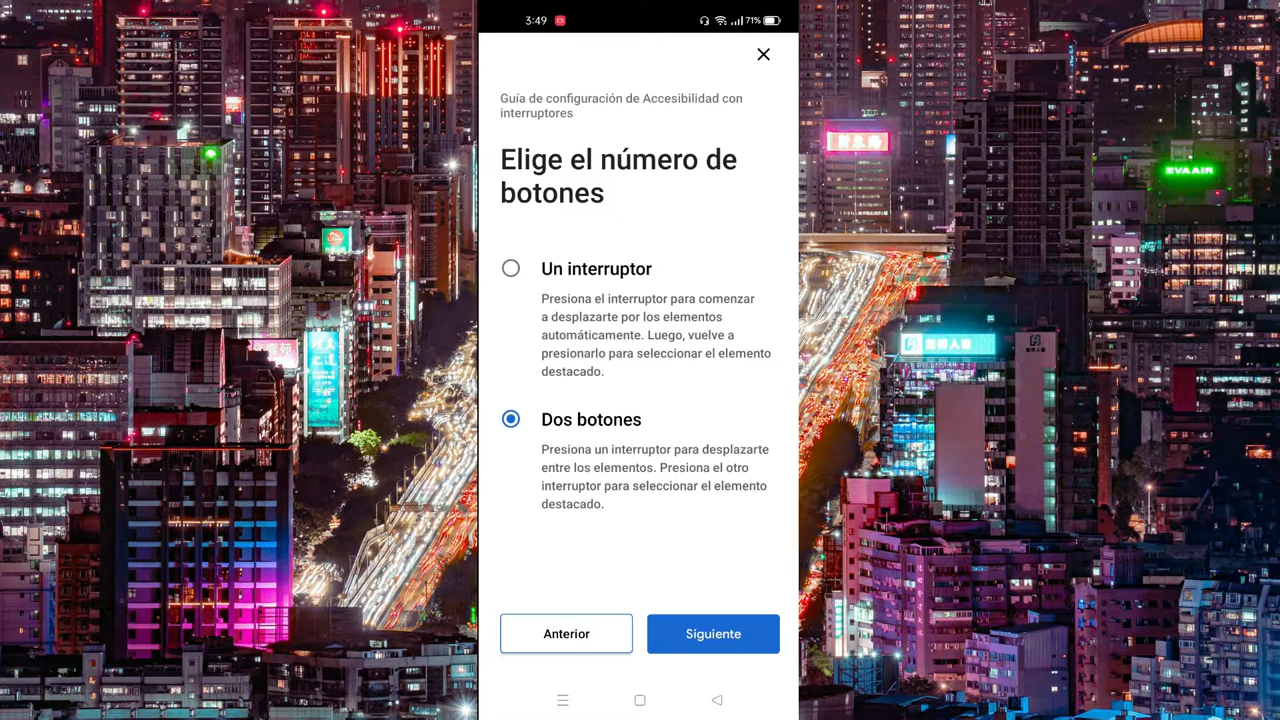 3:49
71%
Guía de configuración de Accesibilidad con
interruptores
Elige el número de
botones
Un interruptor
Presiona el interruptor para comenzar
a desplazarte por los elementos
automáticamente. Luego, vuelve a
presionarlo para seleccionar el elemento
destacado.
Dos botones
Presiona un interruptor para desplazarte
entre los elementos. Presiona el otro
interruptor para seleccionar el elemento
destacado.
Anterior
Siguiente
EVA AIR